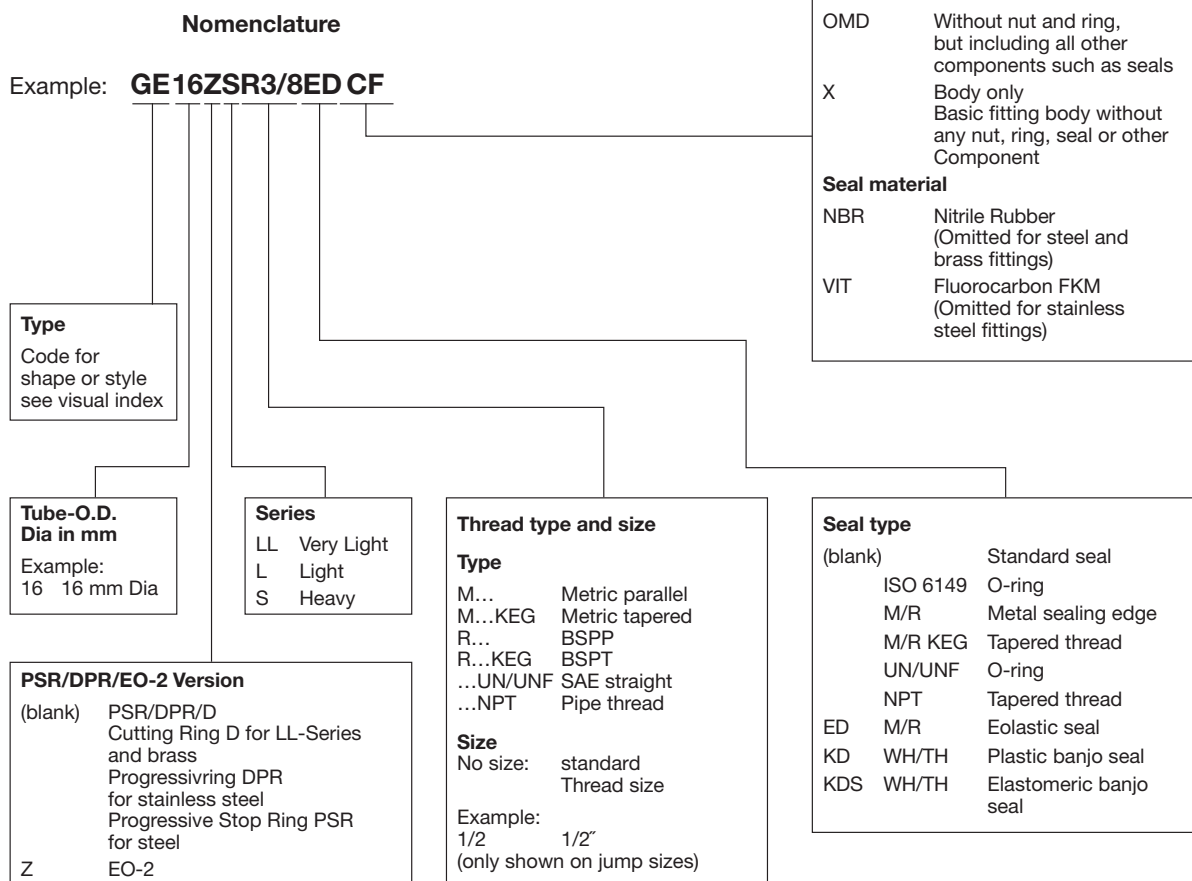 Nomenclature
Example: GE16ZSR3/8ED CF
OMD Without nut and ring,
but including all other
components such as seals
X Body only
Basic fitting body without
any nut, ring, seal or other
Component
Seal material
NBR Nitrile Rubber
(Omitted for steel and
brass fittings)
VIT Fluorocarbon FKM
(Omitted for stainless
steel fittings)
Type
Code for
shape or style
see visual index
Tube-O.D.
Dia in mm
Example:
16 16 mm Dia
Series
LL Very Light
L Light
S Heavy
PSR/DPR/EO-2 Version
(blank) PSR/DPR/D
Cutting Ring D for LL-Series
and brass
Progressivring DPR
for stainless steel
Progressive Stop Ring PSR
for steel
Z EO-2
Thread type and size
Type
M… Metric parallel
M…KEG Metric tapered
R… BSPP
R…KEG BSPT
…UN/UNF SAE straight
…NPT Pipe thread
Size
No size: standard
Thread size
Example:
1/2 1/2˝
(only shown on jump sizes)
Seal type
(blank) Standard seal
ISO 6149 O-ring
M/R Metal sealing edge
M/R KEG Tapered thread
UN/UNF O-ring
NPT Tapered thread
ED M/R Eolastic seal
KD WH/TH Plastic banjo seal
KDS WH/TH Elastomeric banjo
seal